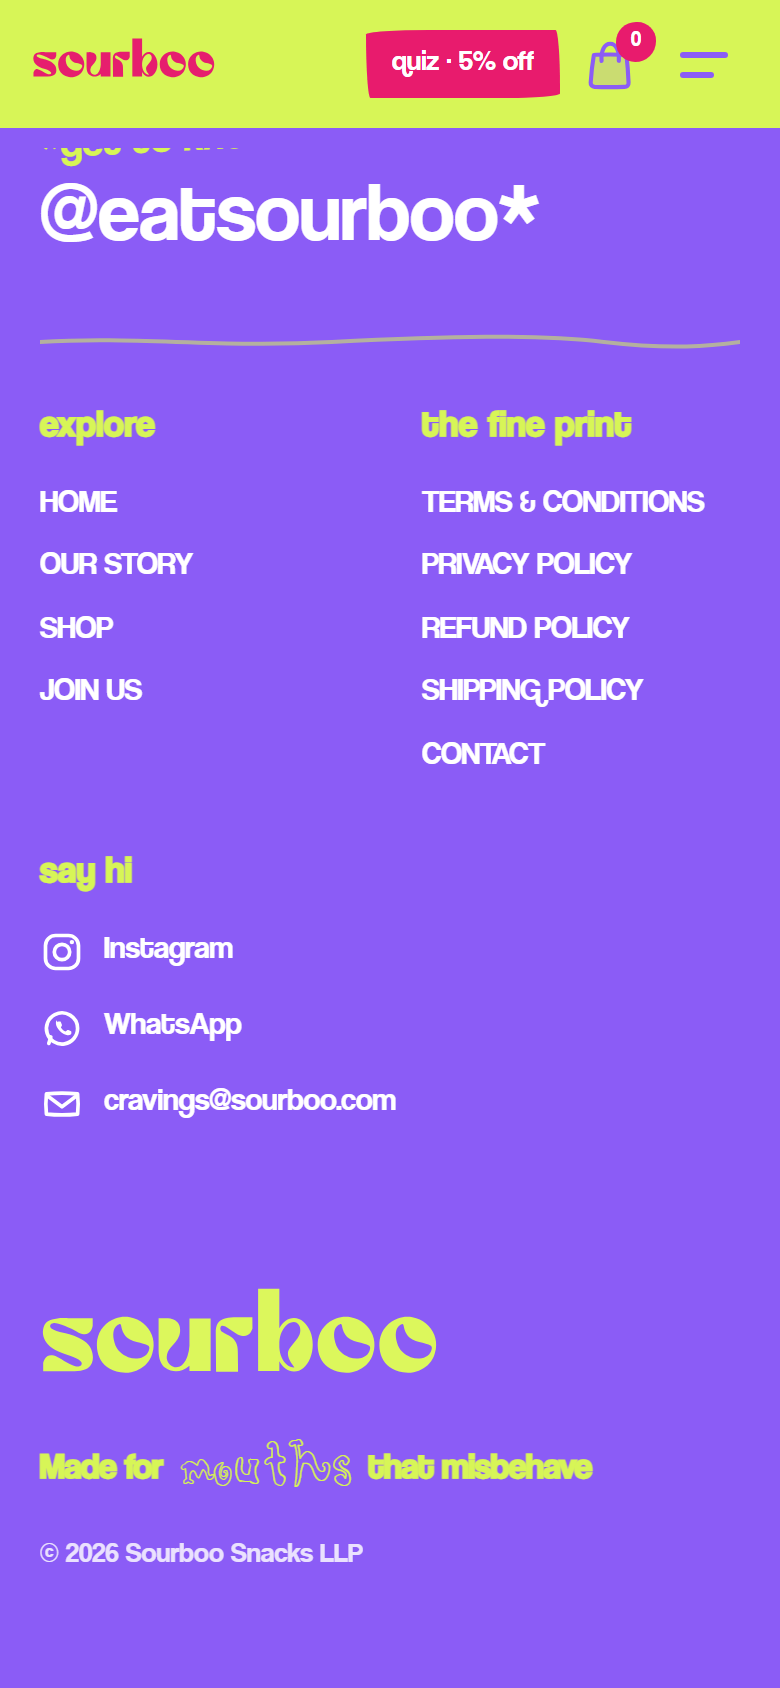 sourboo
quiz · 5% off
0
@eatsourboo*
explore
HOME
OUR STORY
SHOP
JOIN US
the fine print
TERMS & CONDITIONS
PRIVACY POLICY
REFUND POLICY
SHIPPING POLICY
CONTACT
say hi
Instagram
WhatsApp
cravings@sourboo.com
sourboo
Made for mouths that misbehave
© 2026 Sourboo Snacks LLP